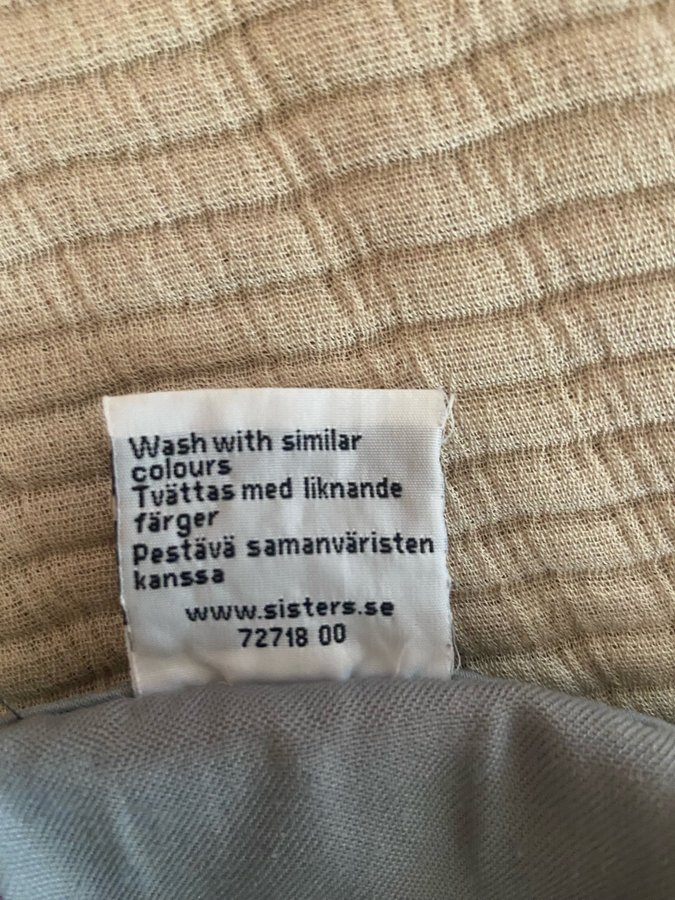 Wash with similar
colours
Tvättas med liknande
färger
Pestävä samanväristen
kanssa
www.sisters.se
72718 00